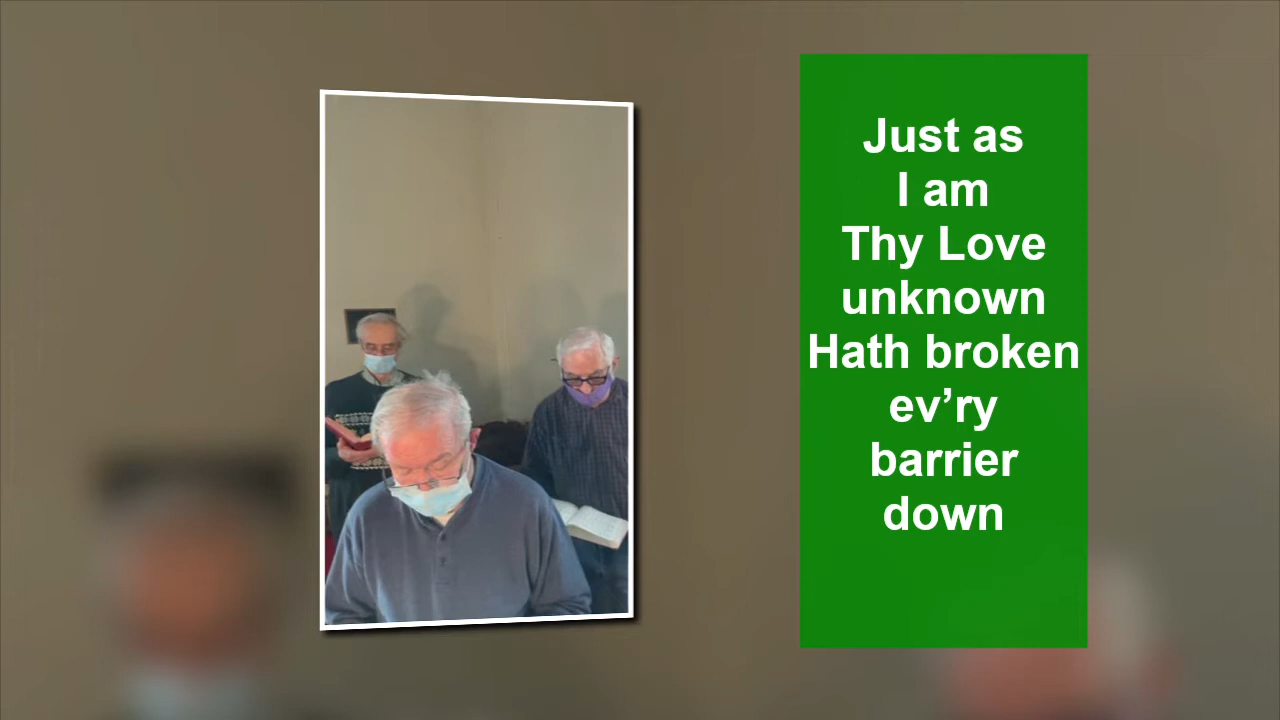 Just as
I am
Thy Love
unknown
Hath broken
ev’ry
barrier
down